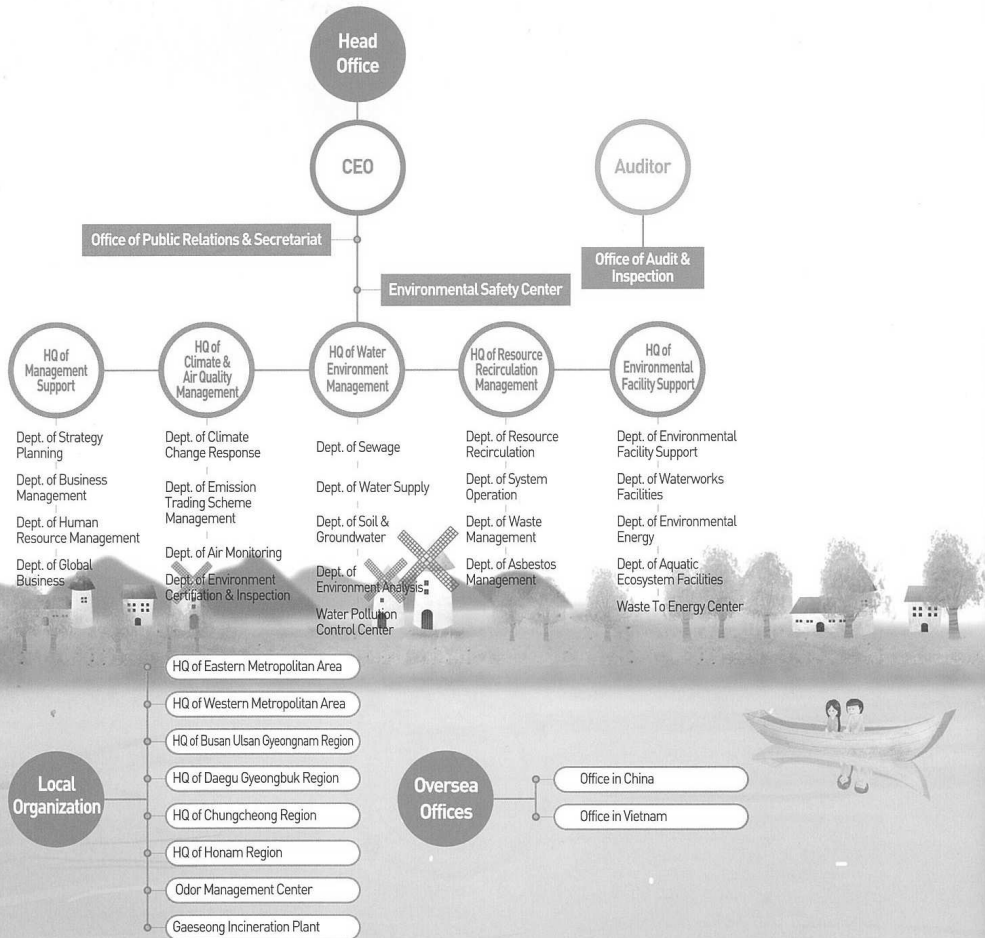 Head
Office
CEO
Auditor
Office of Public Relations & Secretariat
Office of Audit &
Inspection
Environmental Safety Center
HQ of
Management
Support
HQ of
Climate &
Air Quality
Management
HQ of Water
Environment
Management
HQ of Resource
Recirculation
Management
HQ of
Environmental
Facility Support
Dept. of Strategy
Planning
Dept. of Business
Management
Dept. of Human
Resource Management
Dept. of Global
Business
Dept. of Climate
Change Response
Dept. of Emission
Trading Scheme
Management
Dept. of Air Monitoring
Dept. of Environment
Certifiation & Inspection
Dept. of Sewage
Dept. of Water Supply
Dept. of Soil &
Groundwater
Dept. of
Environment Analysis
Water Pollution
Control Center
Dept. of Resource
Recirculation
Dept. of System
Operation
Dept. of Waste
Management
Dept. of Asbestos
Management
Dept. of Environmental
Facility Support
Dept. of Waterworks
Facilities
Dept. of Environmental
Energy
Dept. of Aquatic
Ecosystem Facilities
Waste To Energy Center
Local
Organization
HQ of Eastern Metropolitan Area
HQ of Western Metropolitan Area
HQ of Busan Ulsan Gyeongnam Region
HQ of Daegu Gyeongbuk Region
HQ of Chungcheong Region
HQ of Honam Region
Odor Management Center
Gaeseong Incineration Plant
Oversea
Offices
Office in China
Office in Vietnam